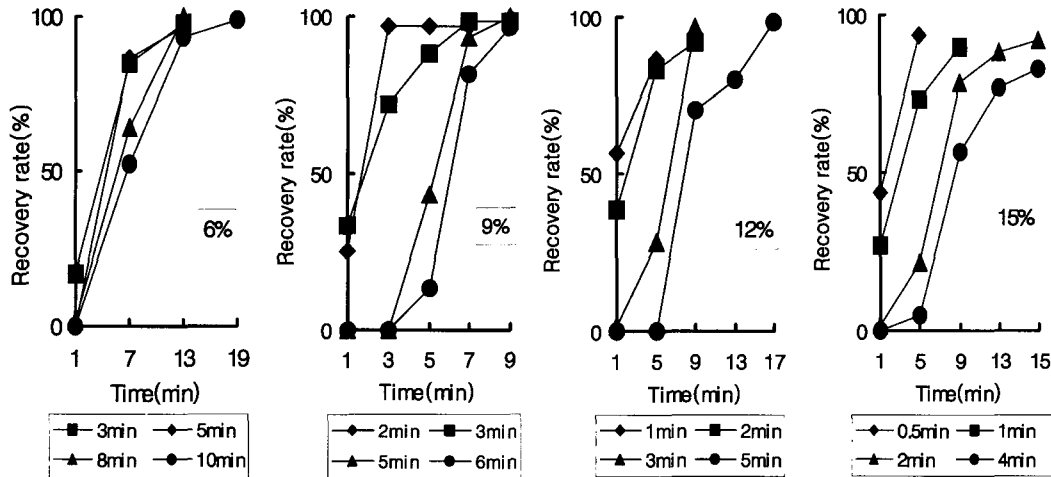 Recovery rate(%)
100
50
0
6%
1 7 13 19
Time(min)
3min 5min
8min 10min
Recovery rate(%)
100
50
0
9%
1 3 5 7 9
Time(min)
2min 3min
5min 6min
Recovery rate(%)
100
50
0
12%
1 5 9 13 17
Time(min)
1min 2min
3min 5min
Recovery rate(%)
100
50
0
15%
1 5 9 13 15
Time(min)
0.5min 1min
2min 4min